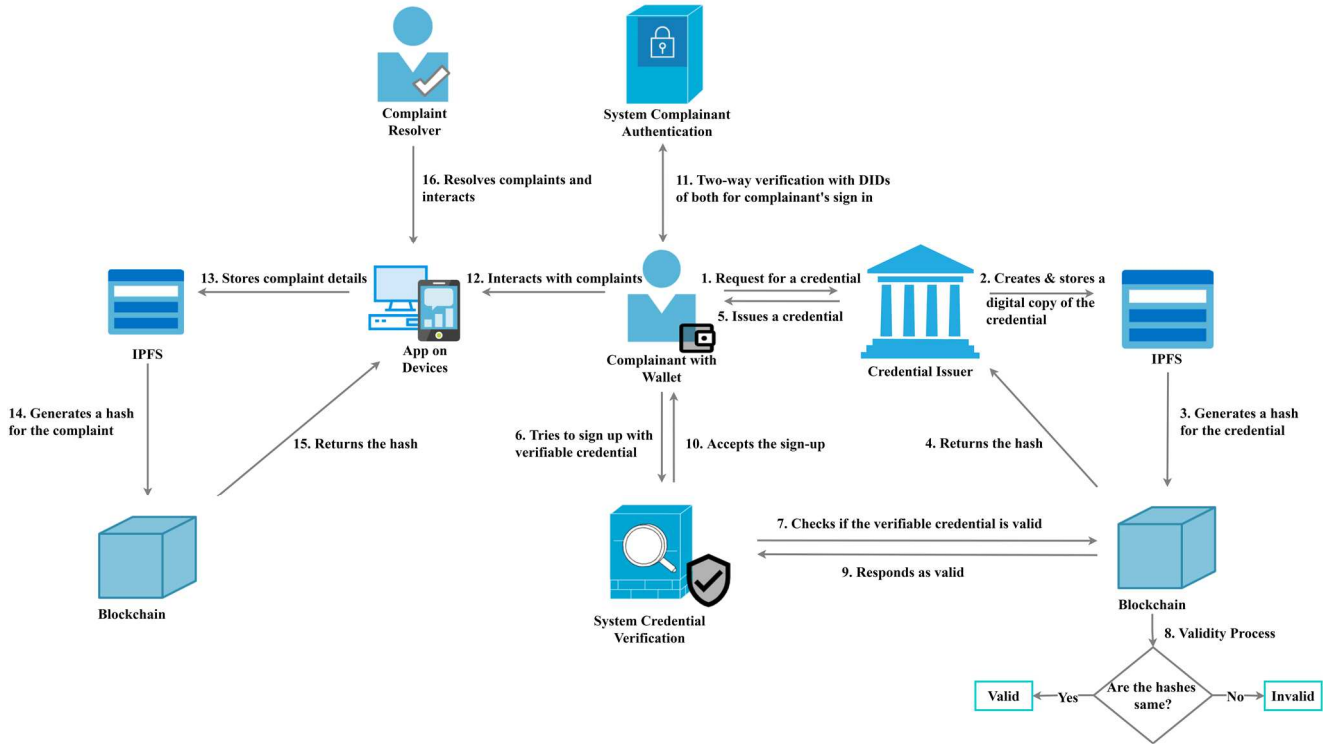 Complaint
Resolver
System Complainant
Authentication
16. Resolves complaints and
interacts
11. Two-way verification with DIDs
of both for complainant's sign in
13. Stores complaint details
12. Interacts with complaints
1. Request for a credential
5. Issues a credential
2. Creates & stores a
digital copy of the
credential
IPFS
App on
Devices
Complainant with
Wallet
Credential Issuer
IPFS
14. Generates a hash
for the complaint
15. Returns the hash
6. Tries to sign up with
verifiable credential
10. Accepts the sign-up
4. Returns the hash
3. Generates a hash
for the credential
7. Checks if the verifiable credential is valid
9. Responds as valid
Blockchain
System Credential
Verification
Blockchain
8. Validity Process
Are the hashes
same?
Valid
Yes
No
Invalid